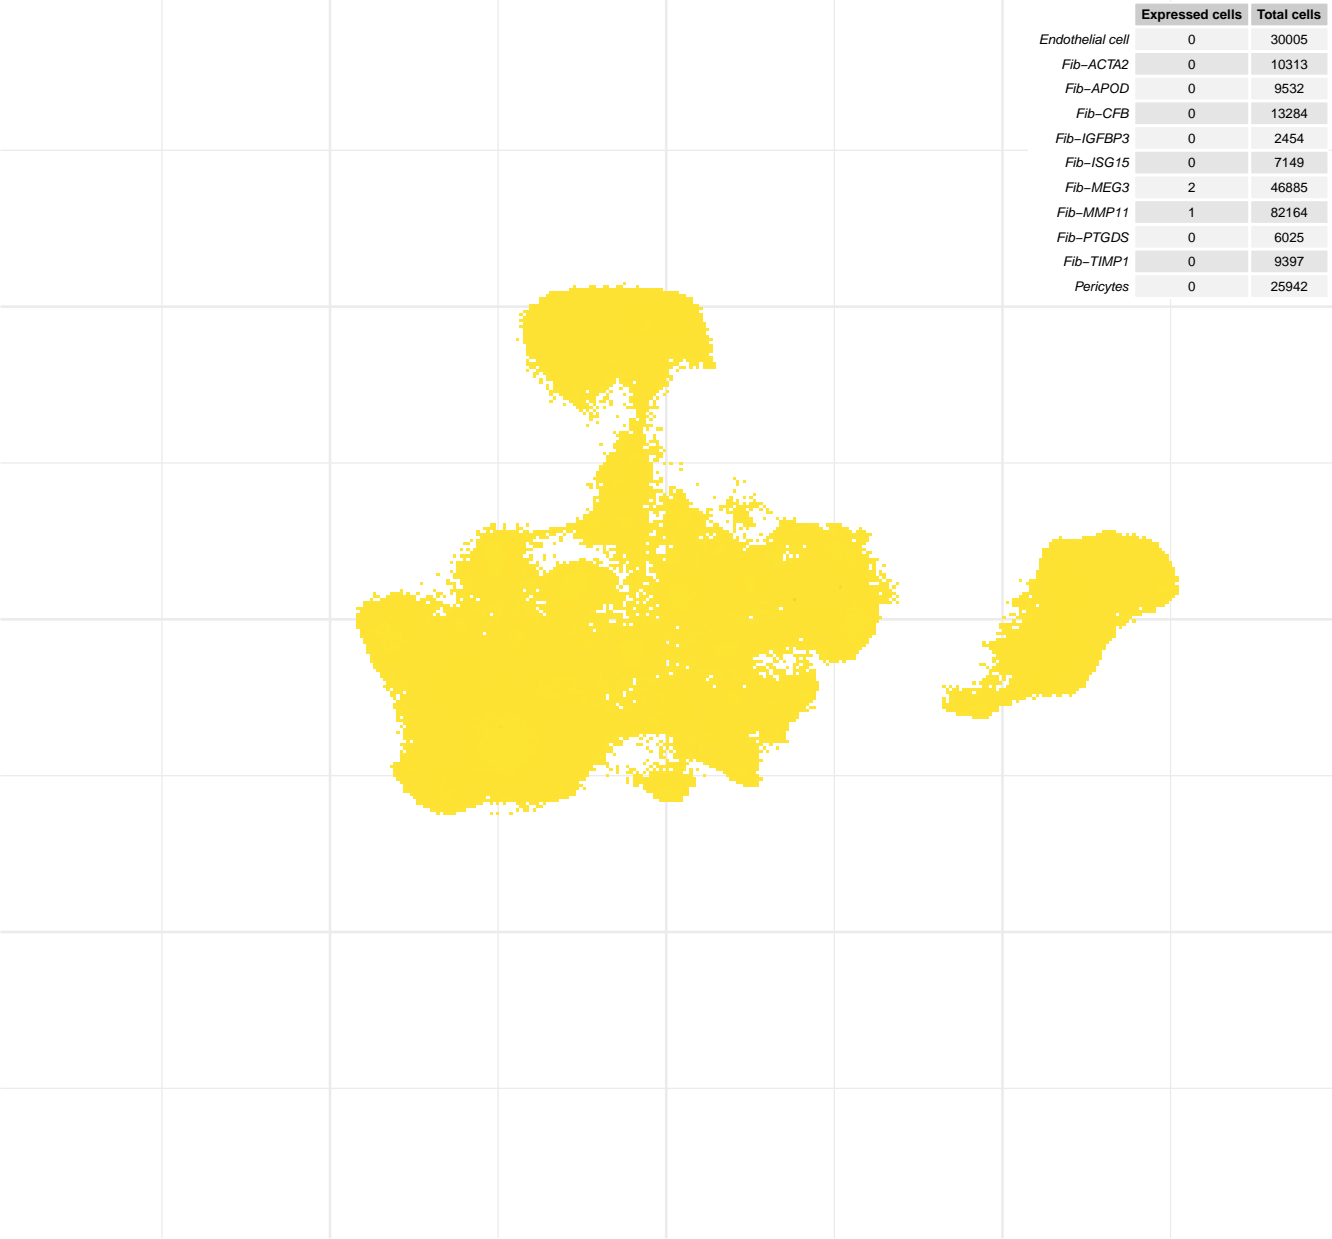 Expressed cells Total cells
Endothelial cell 0 30005
Fib−ACTA2 0 10313
Fib−APOD 0 9532
Fib−CFB 0 13284
Fib−IGFBP3 0 2454
Fib−ISG15 0 7149
Fib−MEG3 2 46885
Fib−MMP11 1 82164
Fib−PTGDS 0 6025
Fib−TIMP1 0 9397
Pericytes 0 25942